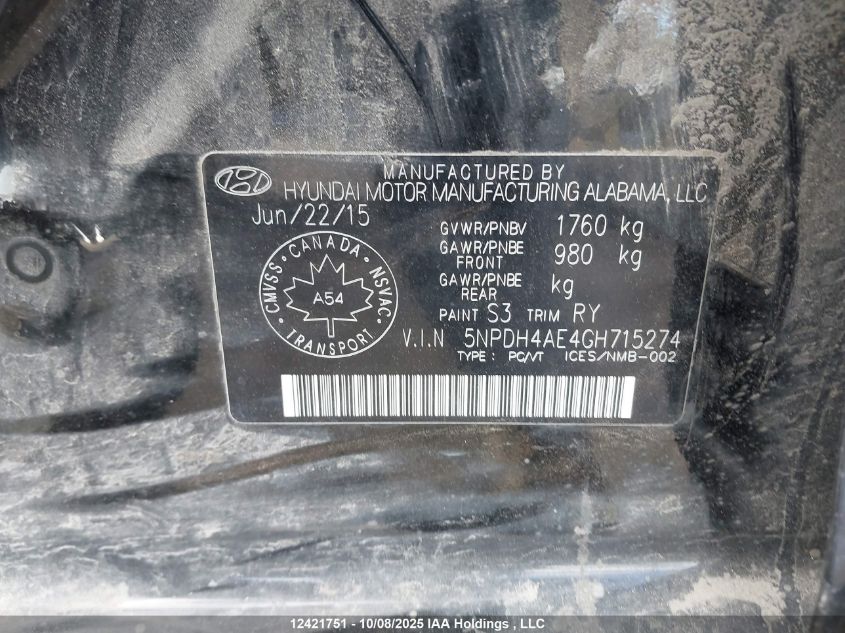 MANUFACTURED BY
HYUNDAI MOTOR MANUFACTURING ALABAMA, LLC
Jun/22/15
GVWR/PNBV 1760 kg
GAWR/PNBE FRONT 980 kg
GAWR/PNBE REAR kg
PAINT S3 TRIM RY
CMVSS · CANADA · NSVAC · TRANSPORT ·
A54
V.I.N 5NPDH4AE4GH715274
TYPE : PC/VT ICES/NMB-002
12421751 - 10/08/2025 IAA Holdings , LLC